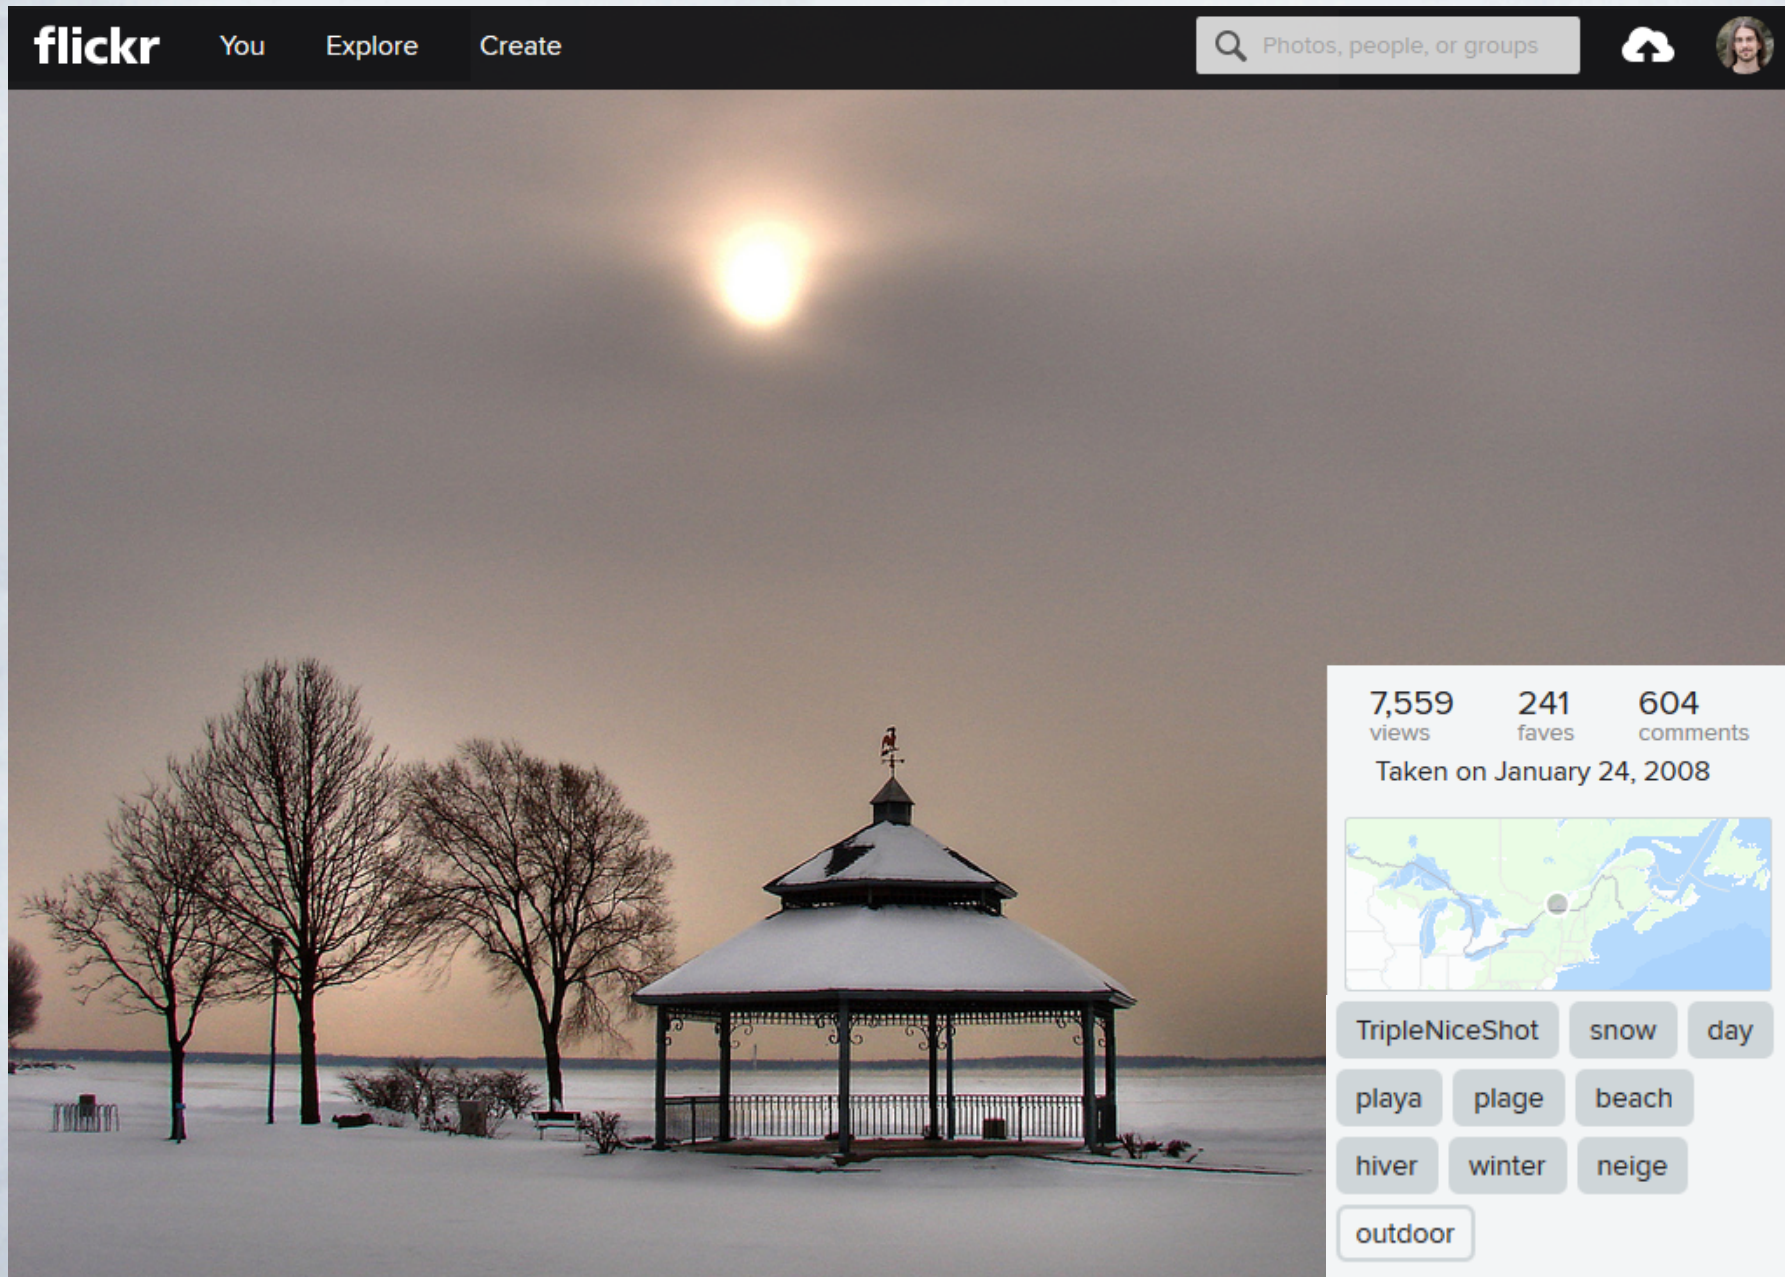 flickr You Explore Create Photos, people, or groups
7,559 241 604
views faves comments
Taken on January 24, 2008
TripleNiceShot snow day
playa plage beach
hiver winter neige
outdoor